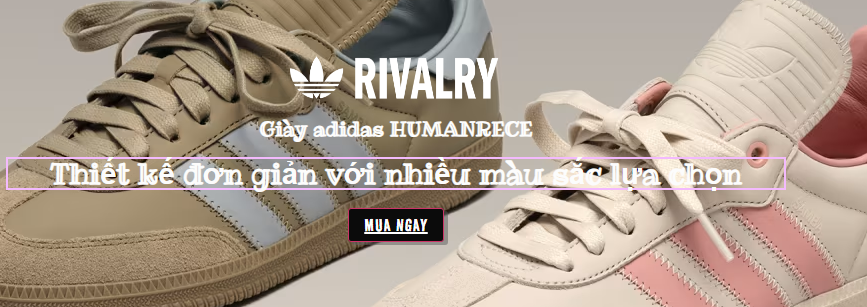 RIVALRY
Giày adidas HUMANRECE
Thiết kế đơn giản với nhiều màu sắc lựa chọn
MUA NGAY